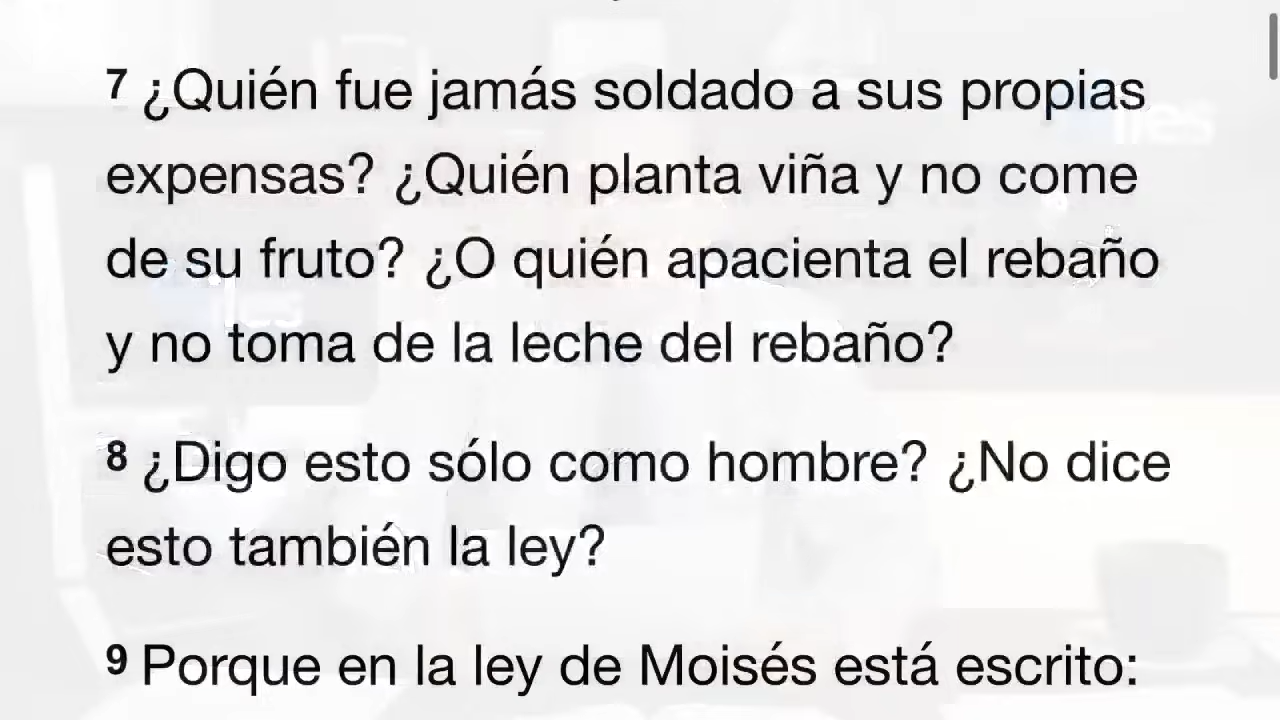 7 ¿Quién fue jamás soldado a sus propias
expensas? ¿Quién planta viña y no come
de su fruto? ¿O quién apacienta el rebaño
y no toma de la leche del rebaño?
8 ¿Digo esto sólo como hombre? ¿No dice
esto también la ley?
9 Porque en la ley de Moisés está escrito: